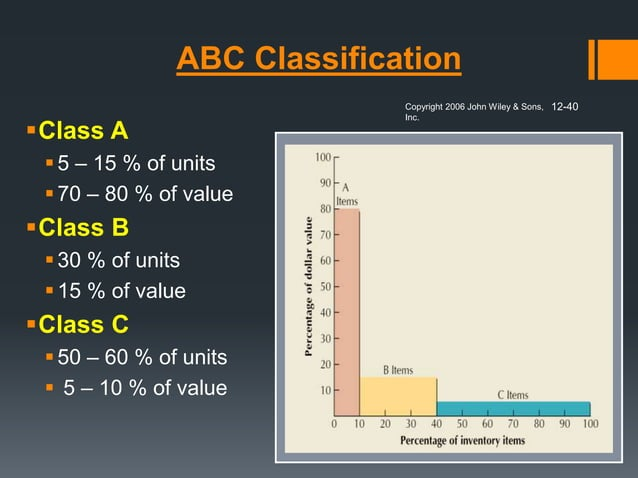 ABC Classification
Copyright 2006 John Wiley & Sons, 12-40
Inc.
▪Class A
▪5 – 15 % of units
▪70 – 80 % of value
▪Class B
▪30 % of units
▪15 % of value
▪Class C
▪50 – 60 % of units
▪ 5 – 10 % of value
Percentage of dollar value
100
90
80
70
60
50
40
30
20
10
A
Items
B Items
C Items
0 10 20 30 40 50 60 70 80 90 100
Percentage of inventory items